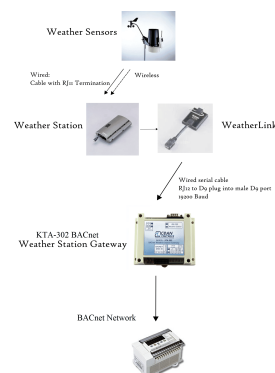 Weather Sensors
Wired:
Cable with RJ11 Termination
Wireless
Weather Station
WeatherLink
Wired serial cable
RJ12 to D9 plug into male D9 port
19200 Baud
KTA-302 BACnet
Weather Station Gateway
BACnet Network